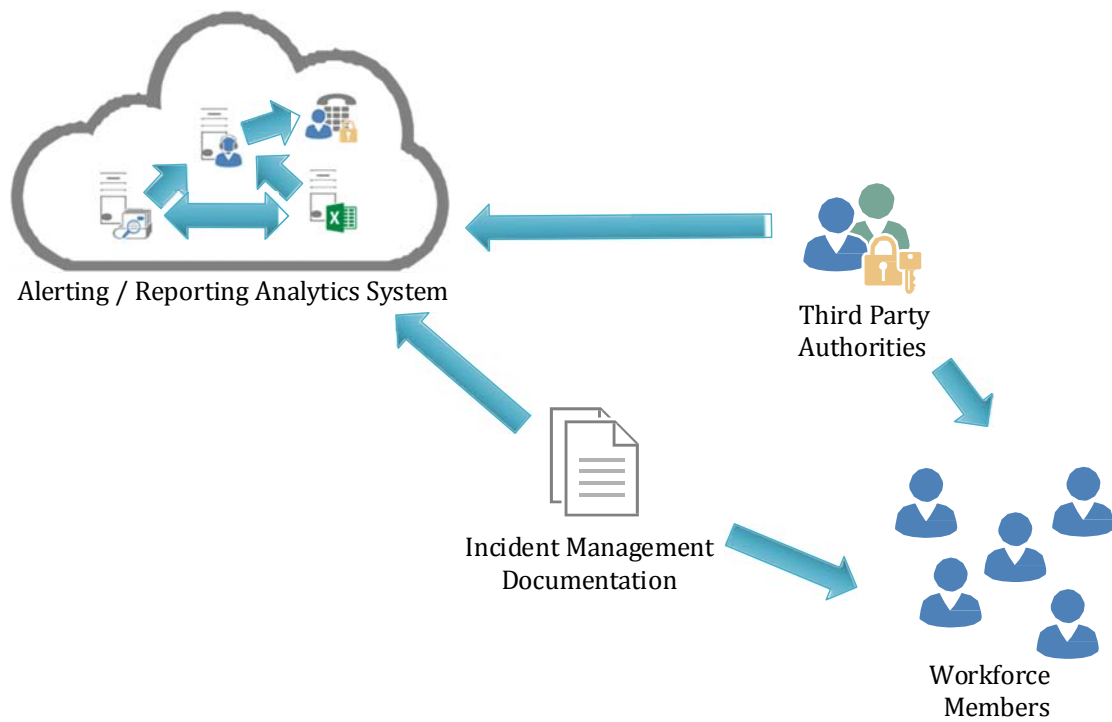 Alerting / Reporting Analytics System
Third Party
Authorities
Incident Management
Documentation
Workforce
Members